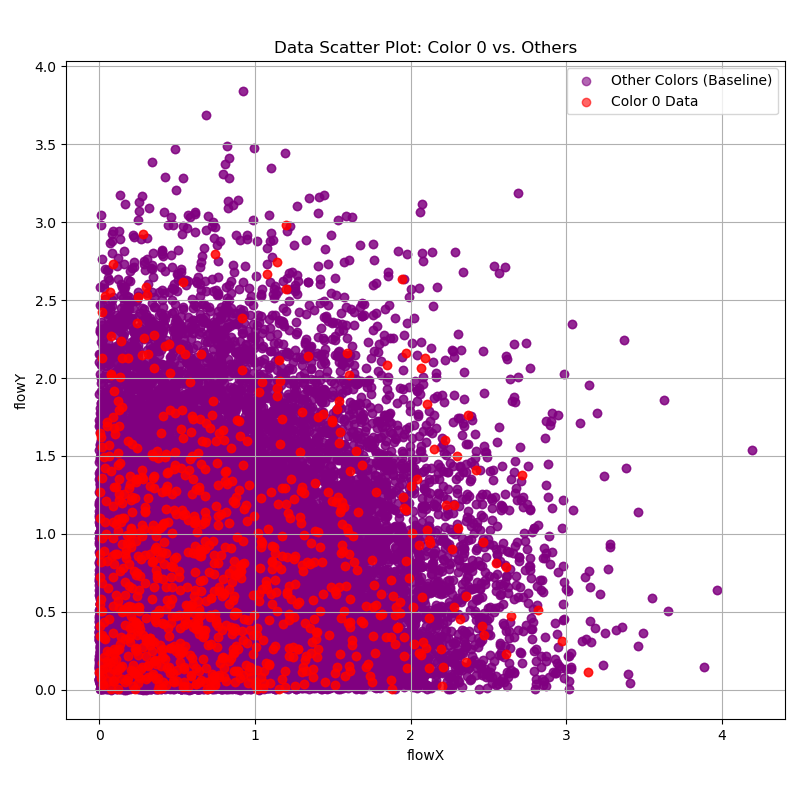 Data Scatter Plot: Color 0 vs. Others
Other Colors (Baseline)
Color 0 Data
4.0
3.5
3.0
2.5
2.0
1.5
1.0
0.5
0.0
flowY
0 1 2 3 4
flowX